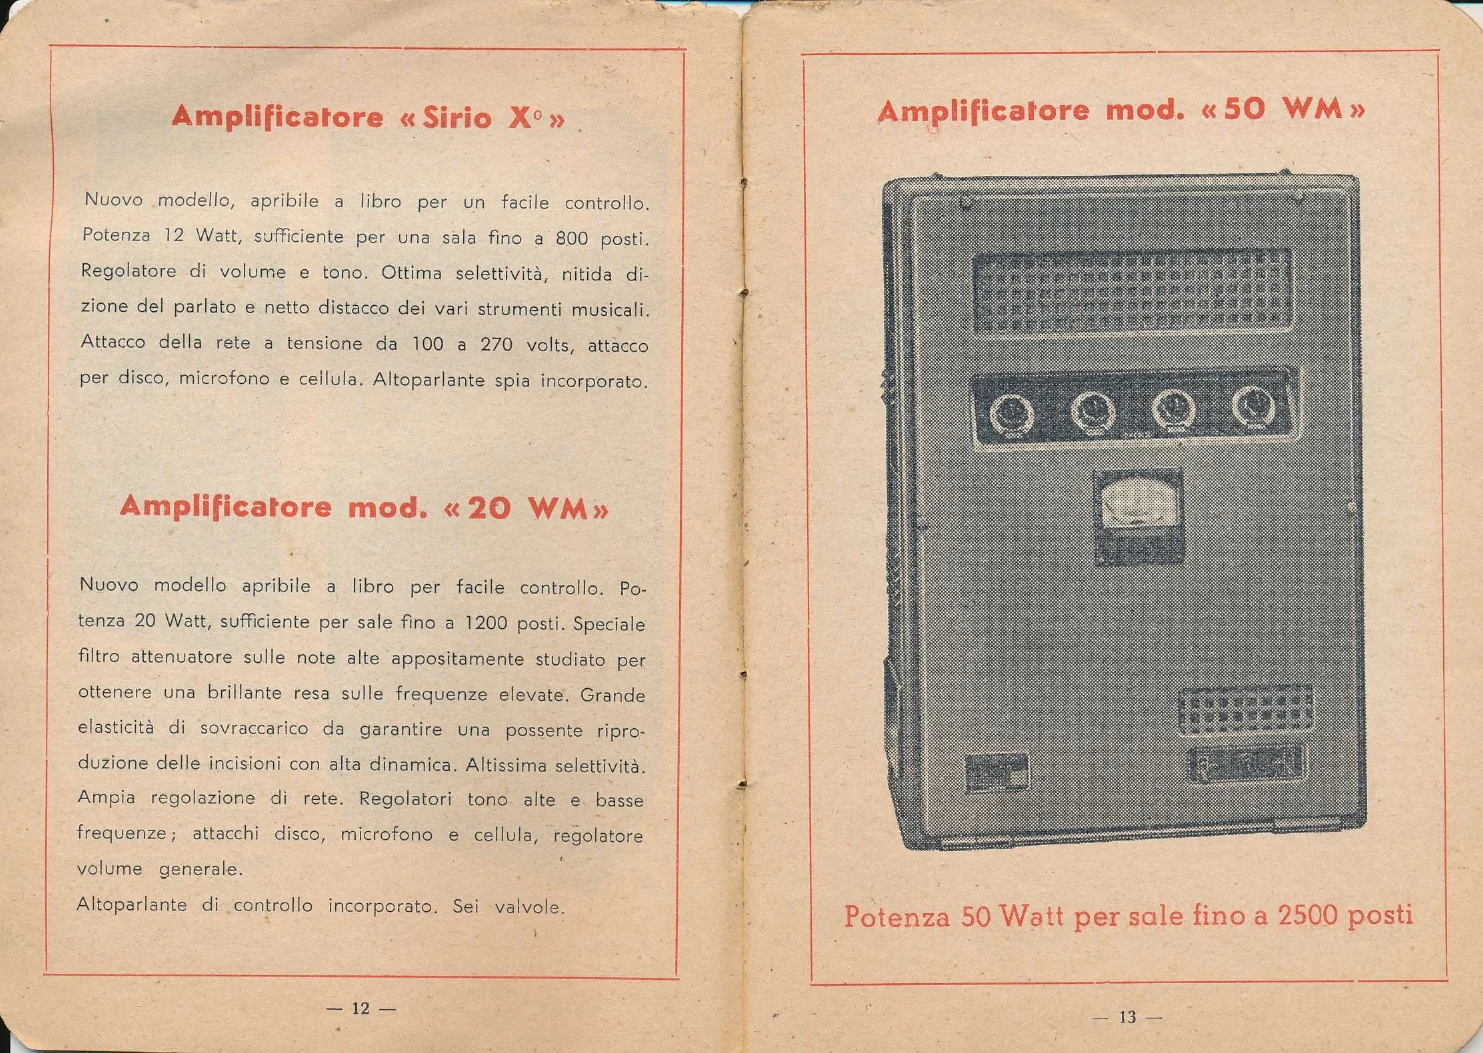 Amplificatore « Sirio X° »
Nuovo modello, apribile a libro per un facile controllo.
Potenza 12 Watt, sufficiente per una sala fino a 800 posti.
Regolatore di volume e tono. Ottima selettività, nitida di-
zione del parlato e netto distacco dei vari strumenti musicali.
Attacco della rete a tensione da 100 a 270 volts, attacco
per disco, microfono e cellula. Altoparlante spia incorporato.
Amplificatore mod. « 20 WM »
Nuovo modello apribile a libro per facile controllo. Po-
tenza 20 Watt, sufficiente per sale fino a 1200 posti. Speciale
filtro attenuatore sulle note alte appositamente studiato per
ottenere una brillante resa sulle frequenze elevate. Grande
elasticità di sovraccarico da garantire una possente ripro-
duzione delle incisioni con alta dinamica. Altissima selettività.
Ampia regolazione di rete. Regolatori tono alte e basse
frequenze ; attacchi disco, microfono e cellula, regolatore
volume generale.
Altoparlante di controllo incorporato. Sei valvole.
— 12 —
Amplificatore mod. « 50 WM »
Potenza 50 Watt per sale fino a 2500 posti
— 13 —